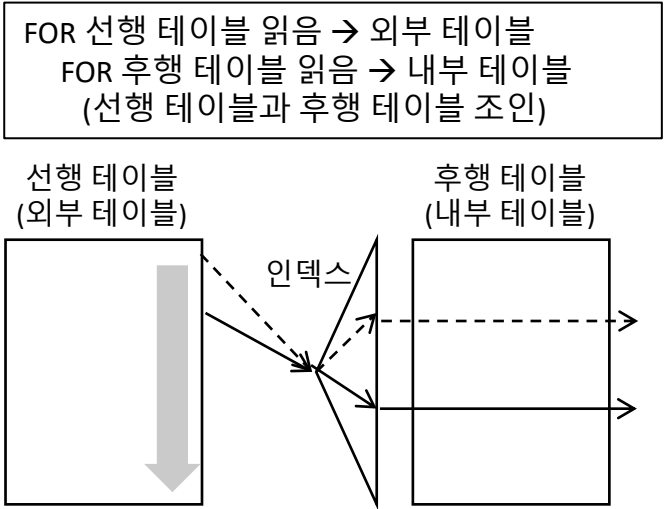 FOR 선행 테이블 읽음 → 외부 테이블
FOR 후행 테이블 읽음 → 내부 테이블
(선행 테이블과 후행 테이블 조인)
선행 테이블
(외부 테이블)
후행 테이블
(내부 테이블)
인덱스